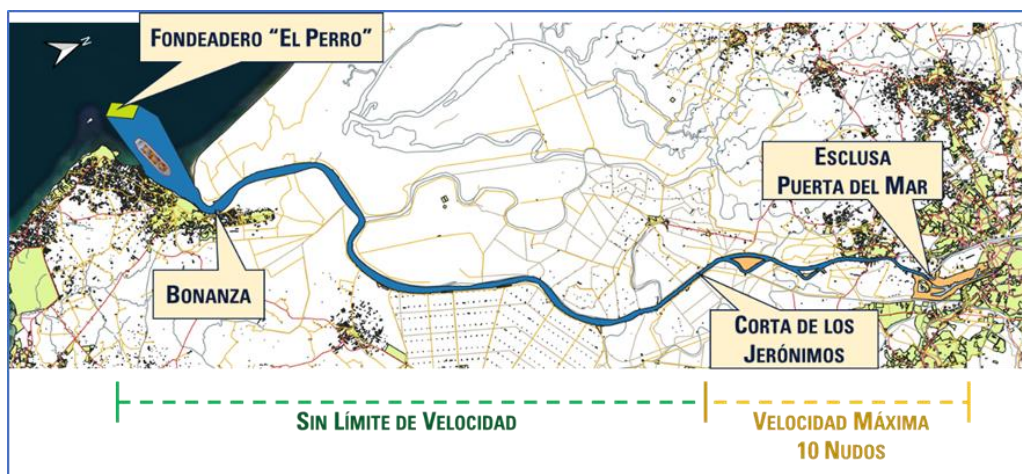 N
FONDEADERO "EL PERRO"
ESCLUSA
PUERTA DEL MAR
BONANZA
CORTA DE LOS
JERÓNIMOS
SIN LÍMITE DE VELOCIDAD
VELOCIDAD MÁXIMA
10 NUDOS